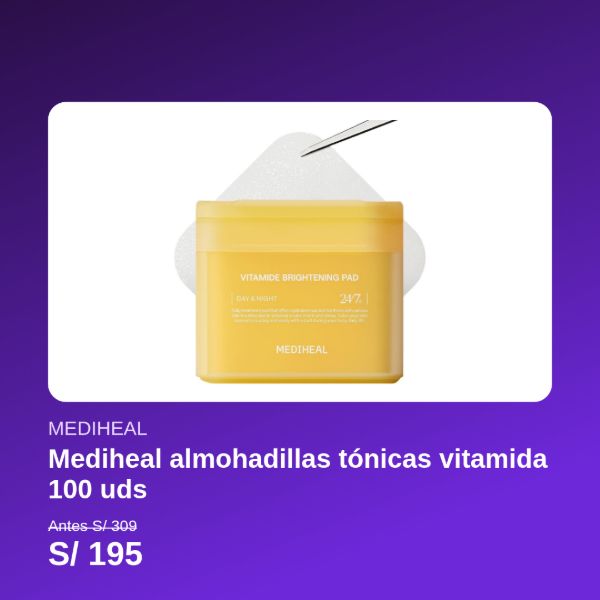 VITAMIDE BRIGHTENING PAD
DAY & NIGHT
24/7.
MEDIHEAL
MEDIHEAL
Mediheal almohadillas tónicas vitamida
100 uds
Antes S/ 309
S/ 195